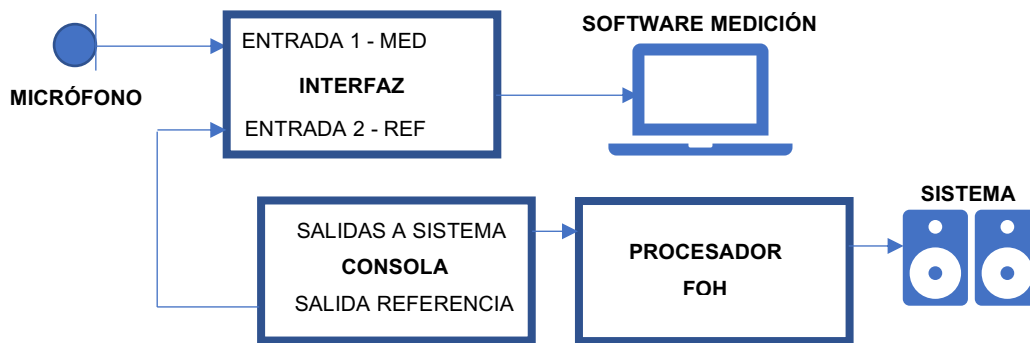 SOFTWARE MEDICIÓN
ENTRADA 1 - MED
INTERFAZ
ENTRADA 2 - REF
MICRÓFONO
SISTEMA
SALIDAS A SISTEMA
CONSOLA
SALIDA REFERENCIA
PROCESADOR
FOH